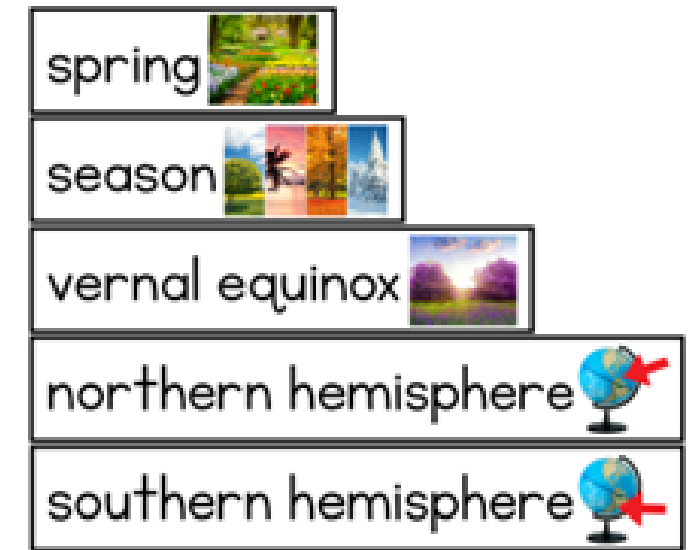 spring
season
vernal equinox
northern hemisphere
southern hemisphere